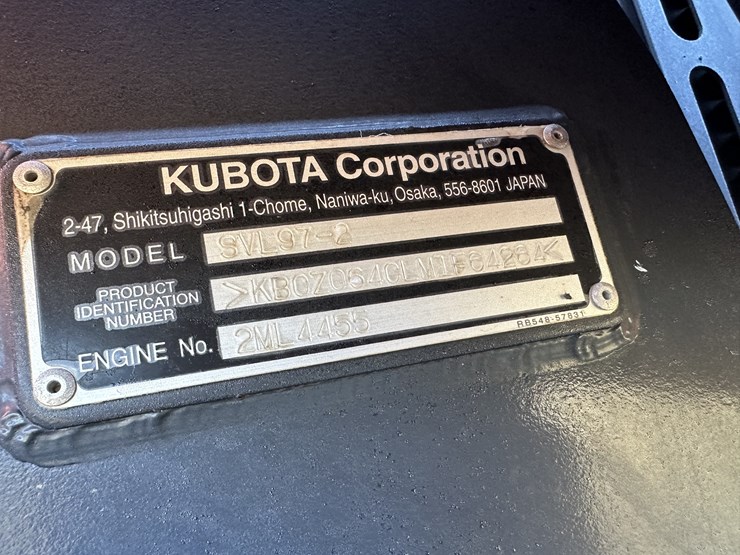 KUBOTA Corporation
2-47, Shikitsuhigashi 1-Chome, Naniwa-ku, Osaka, 556-8601 JAPAN
MODEL SVL97-2
PRODUCT IDENTIFICATION NUMBER >KBCZ064CLM1F64264<
ENGINE No. 2ML4455
RB548-57831